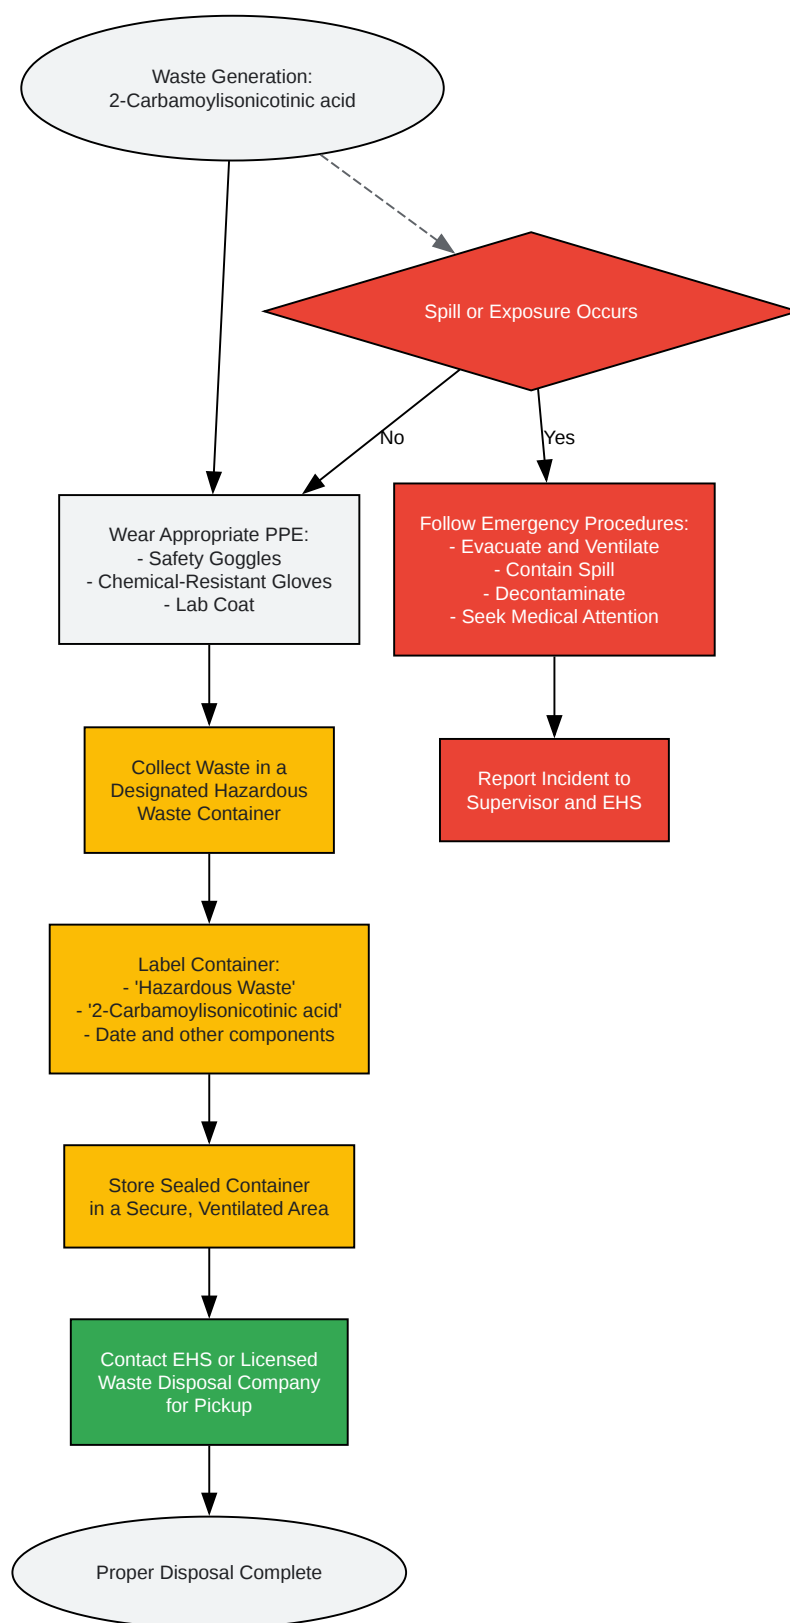 Waste Generation:
2-Carbamoylisonicotinic acid
Spill or Exposure Occurs
No
Yes
Wear Appropriate PPE:
- Safety Goggles
- Chemical-Resistant Gloves
- Lab Coat
Follow Emergency Procedures:
- Evacuate and Ventilate
- Contain Spill
- Decontaminate
- Seek Medical Attention
Collect Waste in a
Designated Hazardous
Waste Container
Report Incident to
Supervisor and EHS
Label Container:
- 'Hazardous Waste'
- '2-Carbamoylisonicotinic acid'
- Date and other components
Store Sealed Container
in a Secure, Ventilated Area
Contact EHS or Licensed
Waste Disposal Company
for Pickup
Proper Disposal Complete